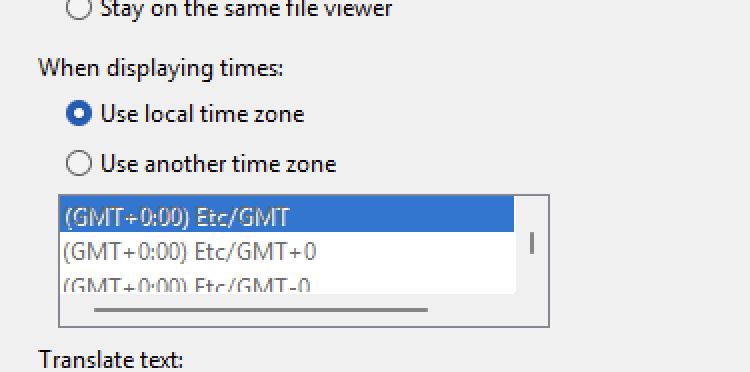 Stay on the same file viewer
When displaying times:
Use local time zone
Use another time zone
(GMT+0:00) Etc/GMT
(GMT+0:00) Etc/GMT+0
(GMT+0:00) Etc/GMT-0
Translate text: